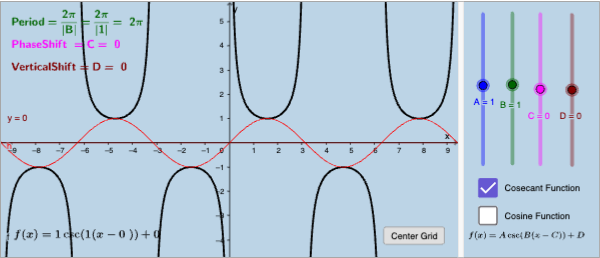 Period = 2π/|B| = 2π/|1| = 2π
PhaseShift = C = 0
VerticalShift = D = 0
y
5
4
3
2
1
y = 0
x
-9 -8 -7 -6 -5 -4 -3 -2 -1 0 1 2 3 4 5 6 7 8 9
-1
-2
-3
-4
f(x) = 1 csc(1(x − 0 )) + 0
Center Grid
A = 1
B = 1
C = 0
D = 0
Cosecant Function
Cosine Function
f(x) = A csc(B(x − C)) + D